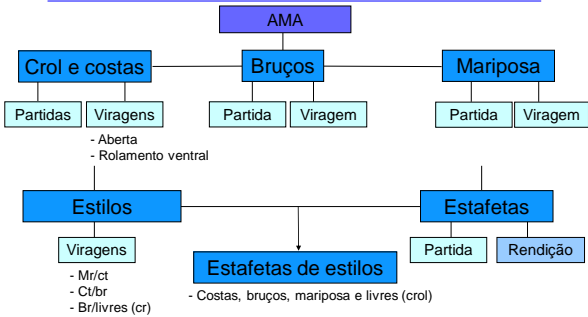 AMA
Crol e costas
Bruços
Mariposa
Partidas
Viragens
Partida
Viragem
Partida
Viragem
- Aberta
- Rolamento ventral
Estilos
Estafetas
Viragens
Estafetas de estilos
Partida
Rendição
- Mr/ct
- Ct/br
- Br/livres (cr)
- Costas, bruços, mariposa e livres (crol)